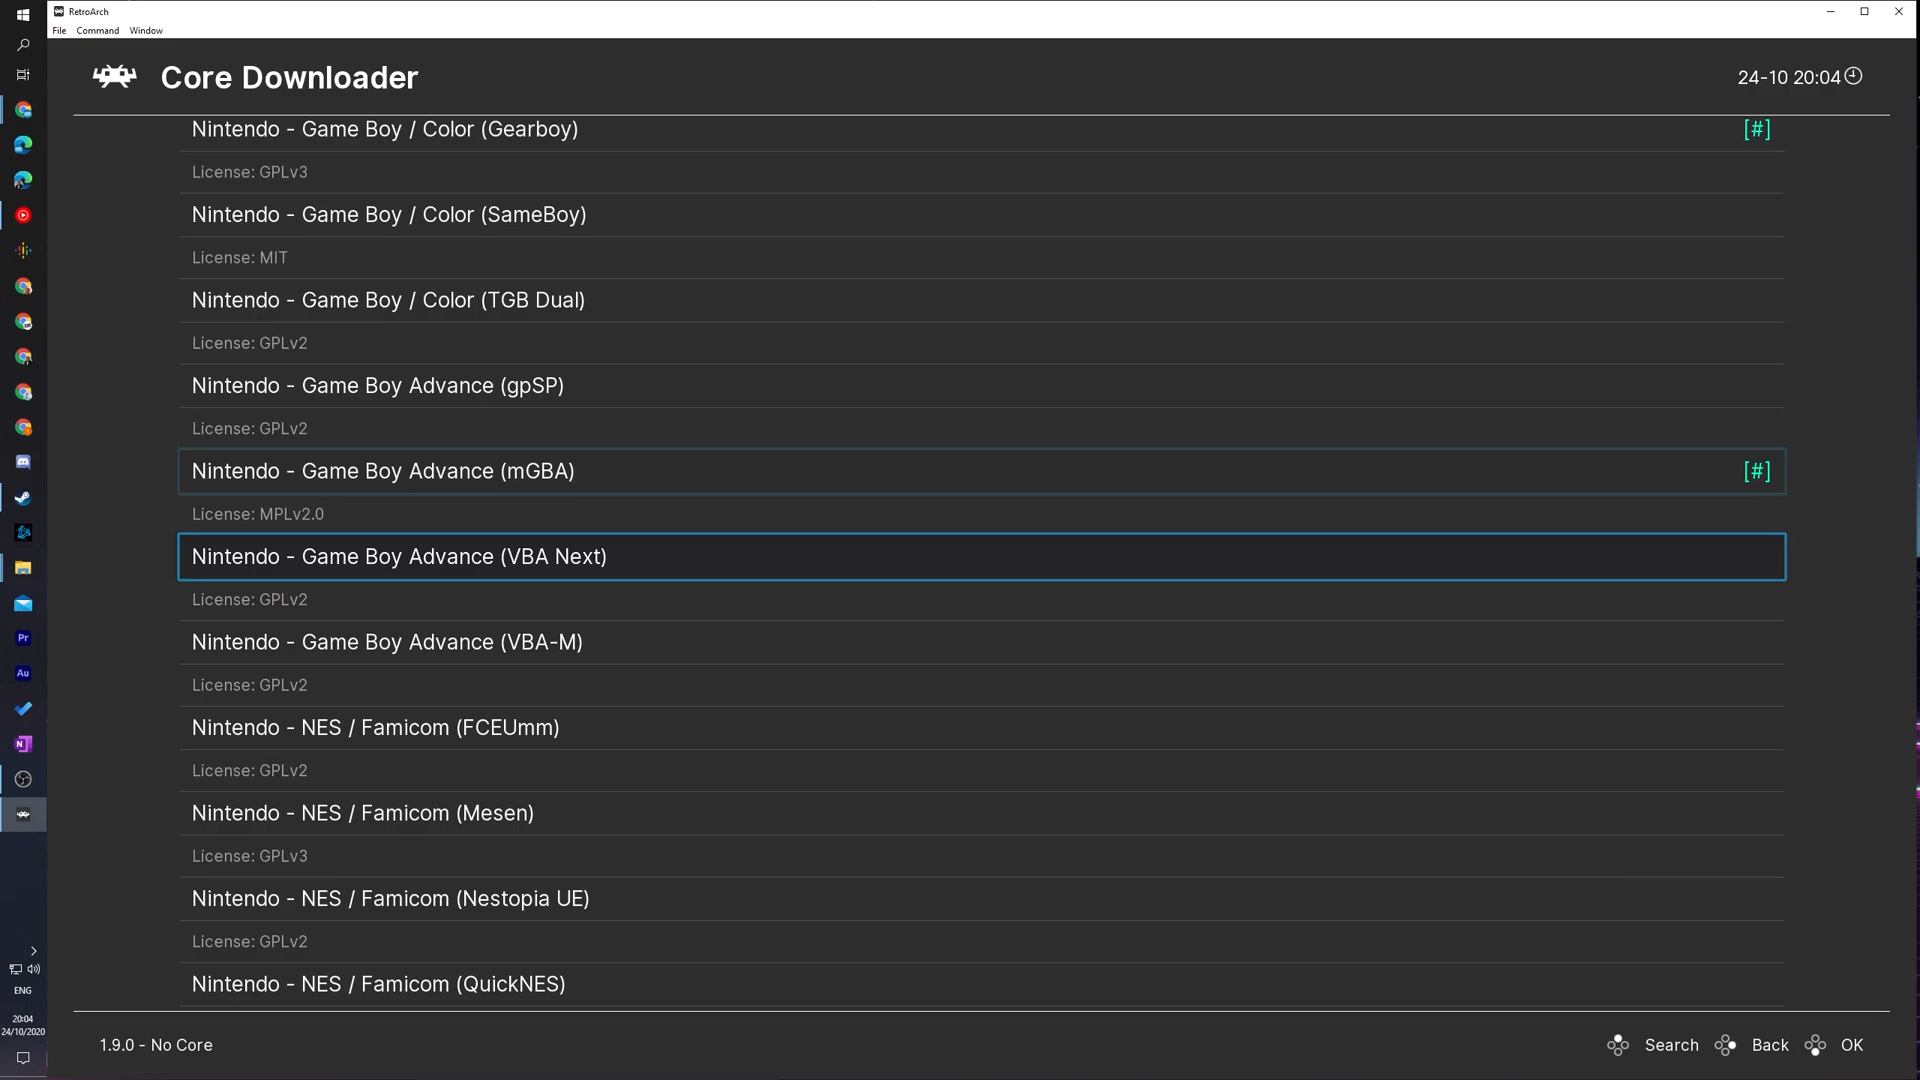 RetroArch
File Command Window
Core Downloader
24-10 20:04
Nintendo - Game Boy / Color (Gearboy) [#]
License: GPLv3
Nintendo - Game Boy / Color (SameBoy)
License: MIT
Nintendo - Game Boy / Color (TGB Dual)
License: GPLv2
Nintendo - Game Boy Advance (gpSP)
License: GPLv2
Nintendo - Game Boy Advance (mGBA) [#]
License: MPLv2.0
Nintendo - Game Boy Advance (VBA Next)
License: GPLv2
Nintendo - Game Boy Advance (VBA-M)
License: GPLv2
Nintendo - NES / Famicom (FCEUmm)
License: GPLv2
Nintendo - NES / Famicom (Mesen)
License: GPLv3
Nintendo - NES / Famicom (Nestopia UE)
License: GPLv2
Nintendo - NES / Famicom (QuickNES)
1.9.0 - No Core
Search Back OK
Pr
Au
N
ENG
20:04
24/10/2020